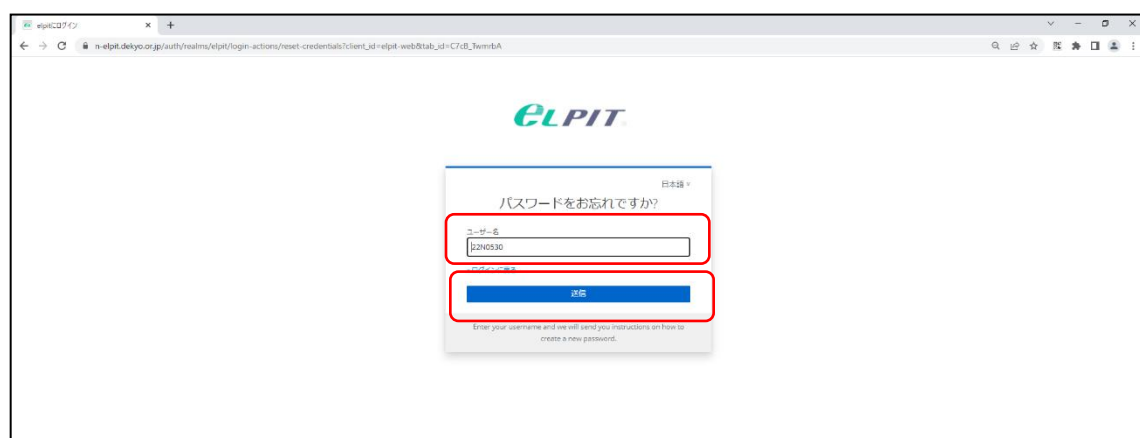 elpitにログイン
n-elpit.dekyo.or.jp/auth/realms/elpit/login-actions/reset-credentials?client_id=elpit-web&tab_id=C7cB_TwmrbA
eLPIT
日本語
パスワードをお忘れですか?
ユーザー名
22N0530
« ログインに戻る
送信
Enter your username and we will send you instructions on how to
create a new password.